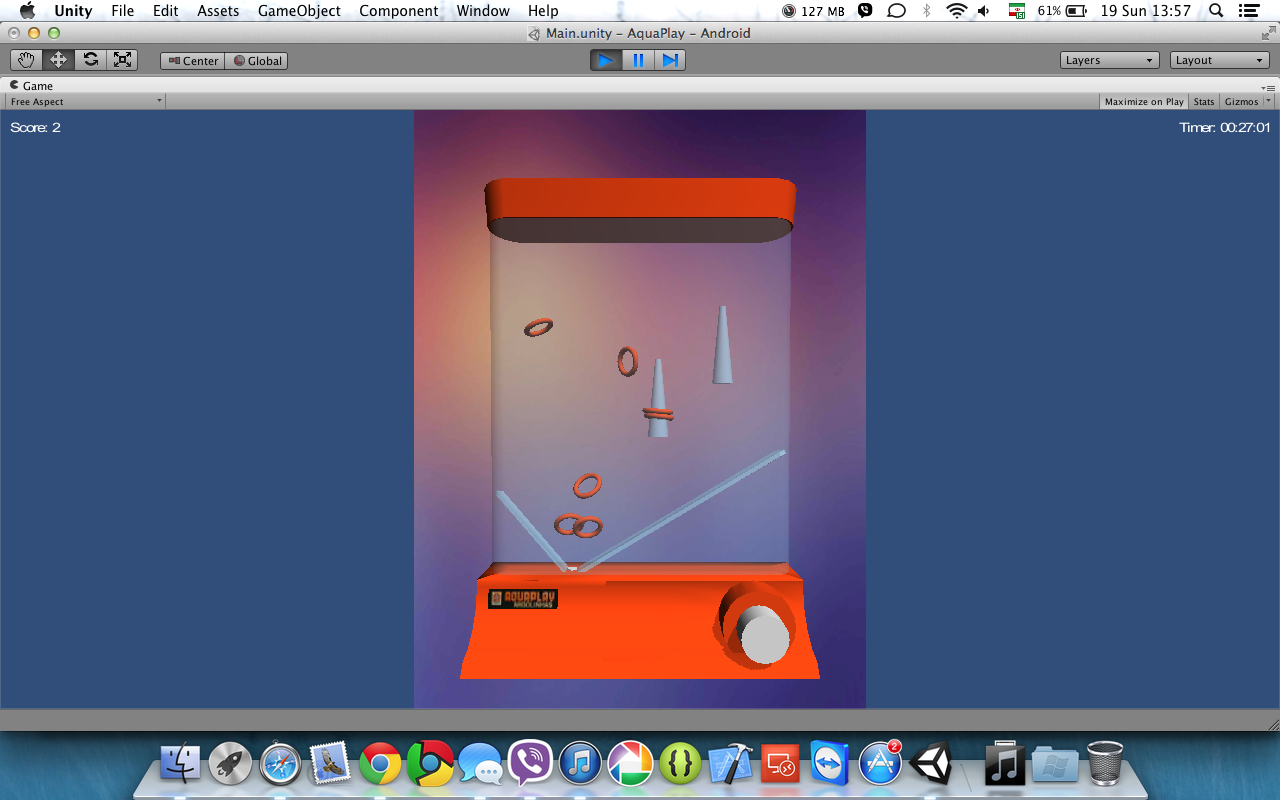 Unity File Edit Assets GameObject Component Window Help 127 MB 61% 19 Sun 13:57
Main.unity – AquaPlay – Android
Center Global Layers Layout
Game
Free Aspect Maximize on Play Stats Gizmos
Score: 2 Timer: 00:27:01
AQUAPLAY
ARGOLINHAS
2